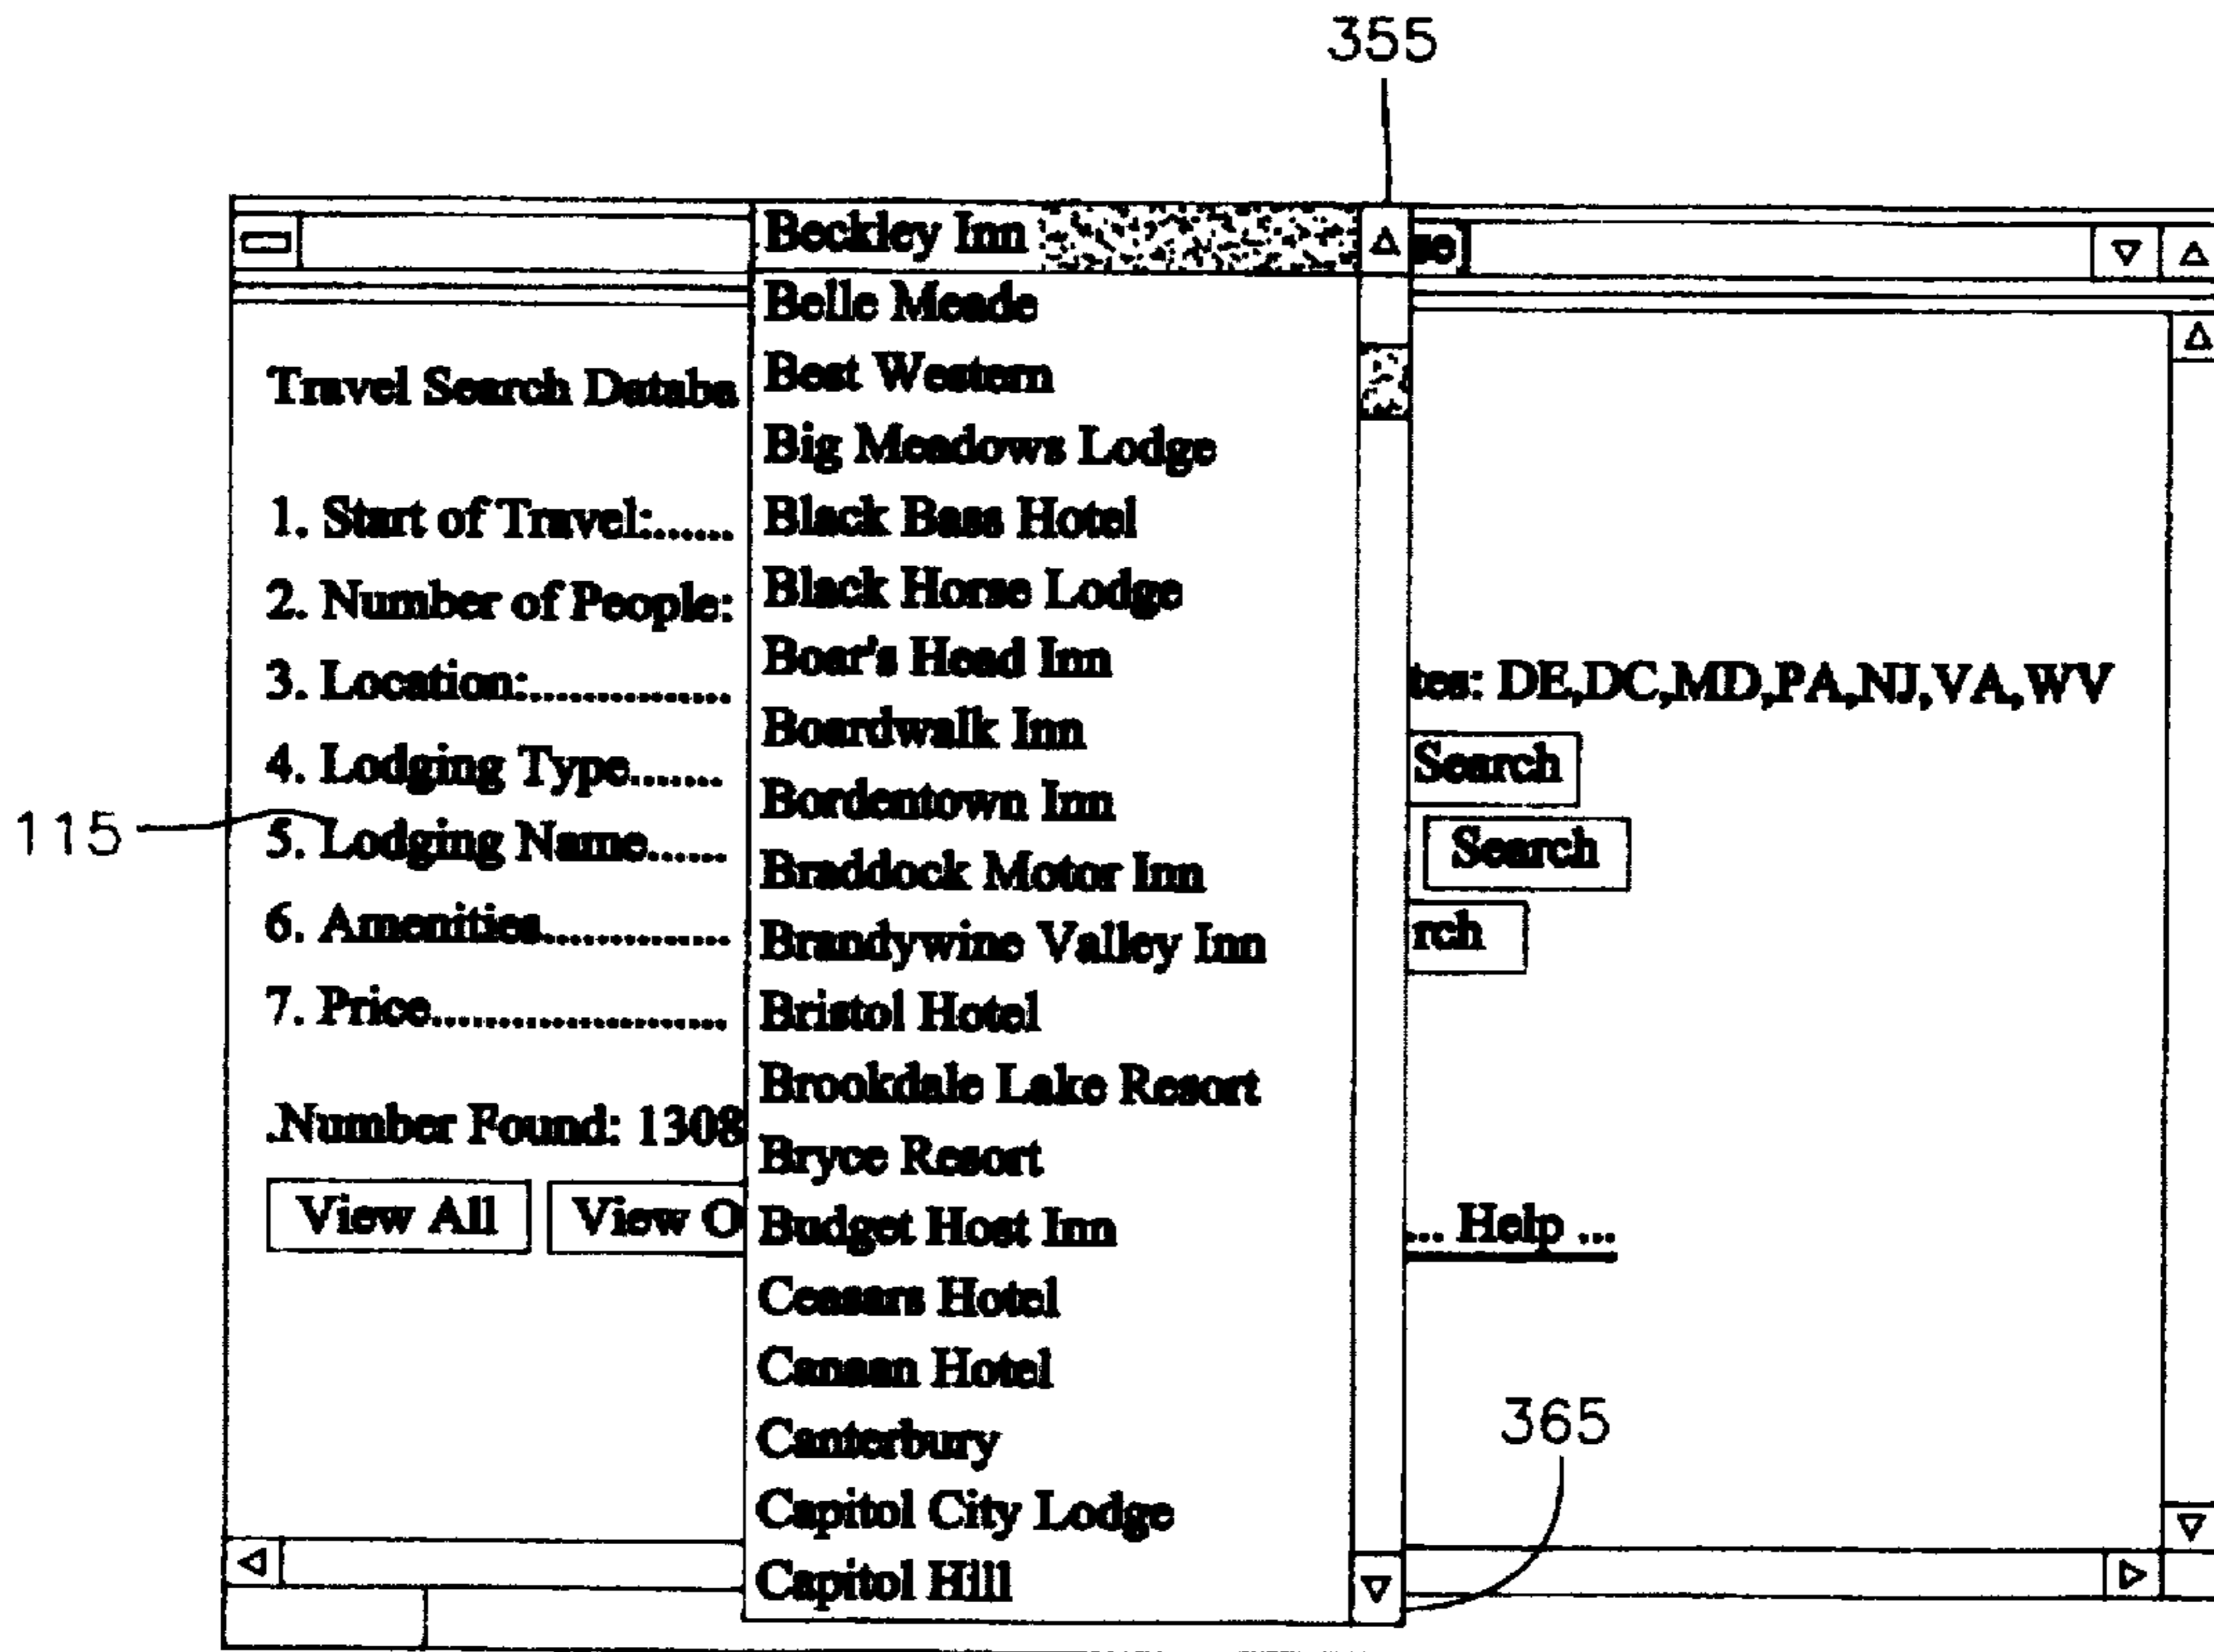 355
Beckley Inn
se]
Belle Meade
Travel Search Databa
Best Western
Big Meadows Lodge
1. Start of Travel:.......
Black Bass Hotel
2. Number of People:
Black Horse Lodge
Boar's Head Inn
3. Location:...............
tes: DE,DC,MD,PA,NJ,VA,WV
Boardwalk Inn
4. Lodging Type.......
Search
Bordentown Inn
115
5. Lodging Name......
Search
Braddock Motor Inn
6. Amenities..............
rch
Brandywine Valley Inn
7. Price......................
Bristol Hotel
Brookdale Lake Resort
.Number Found: 1308
Bryce Resort
View All
View O
Budget Host Inn
... Help ...
Ceasars Hotel
Canaan Hotel
365
Canterbury
Capitol City Lodge
Capitol Hill